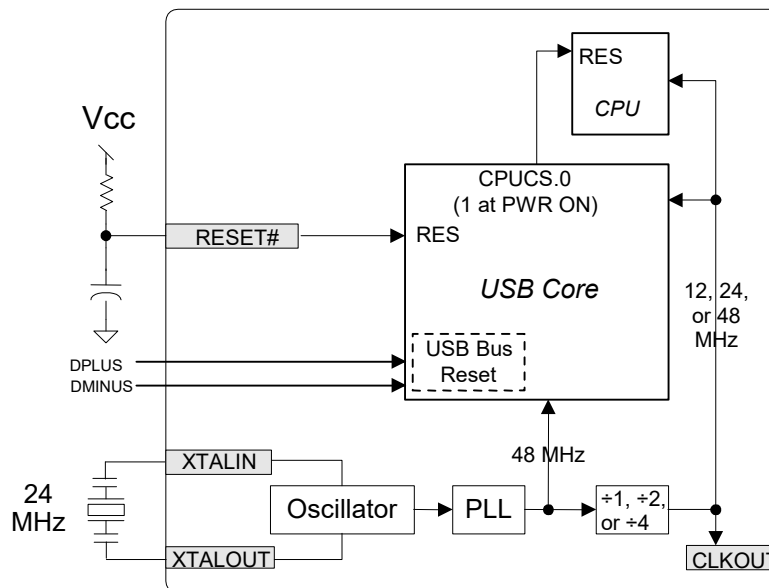 RES
CPU
Vcc
CPUCS.0
(1 at PWR ON)
RESET#
RES
USB Core
12, 24,
or 48
MHz
USB Bus
Reset
DPLUS
DMINUS
XTALIN
48 MHz
24
MHz
Oscillator
PLL
÷1, ÷2,
or ÷4
XTALOUT
CLKOUT